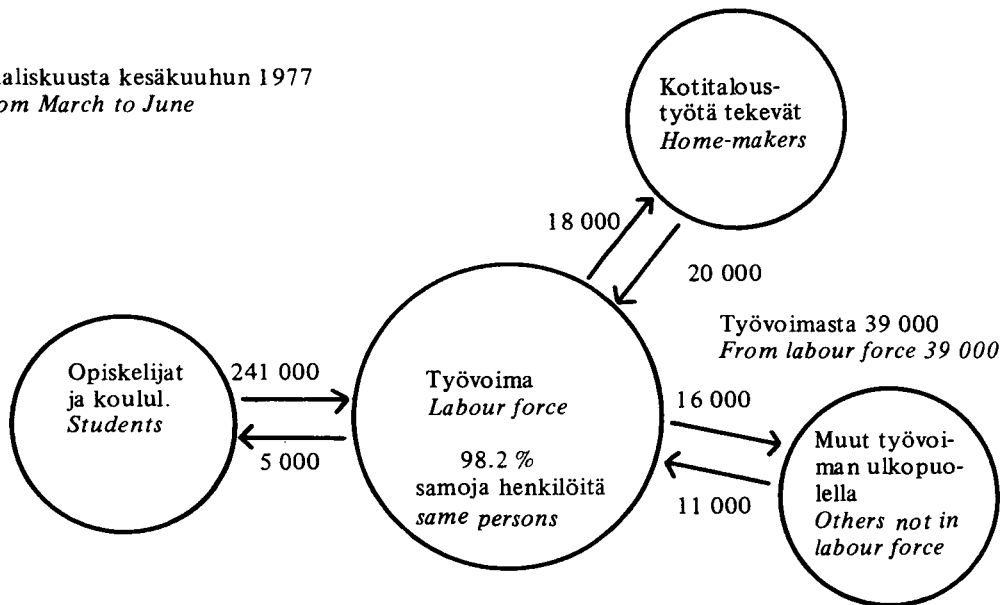 aliskuusta kesäkuuhun 1977
om March to June
Kotitalous-
työtä tekevät
Home-makers
18 000
20 000
Työvoimasta 39 000
From labour force 39 000
Opiskelijat
ja koulul.
Students
241 000
5 000
Työvoima
Labour force
98.2 %
samoja henkilöitä
same persons
16 000
11 000
Muut työvoi-
man ulkopuo-
lella
Others not in
labour force